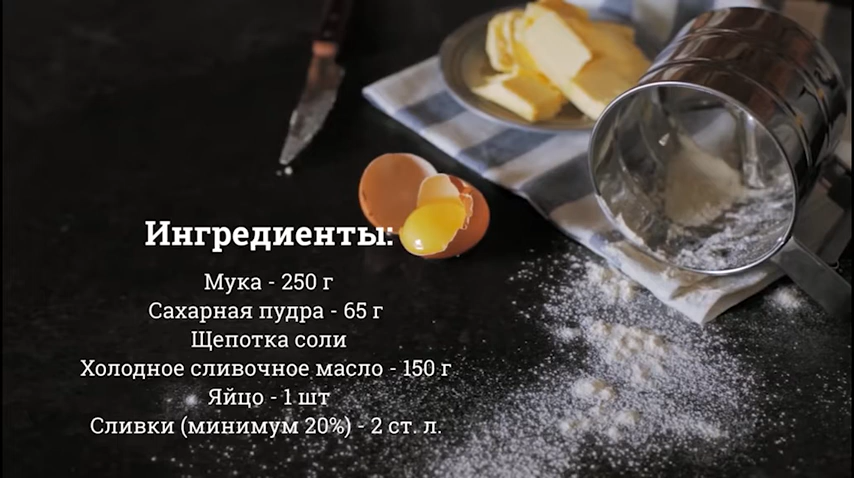 Ингредиенты:
Мука - 250 г
Сахарная пудра - 65 г
Щепотка соли
Холодное сливочное масло - 150 г
Яйцо - 1 шт
Сливки (минимум 20%) - 2 ст. л.